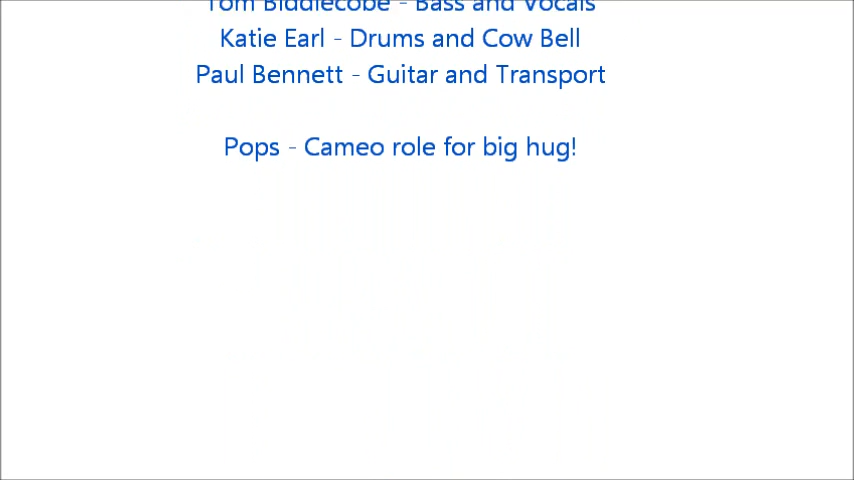 Tom Biddlecobe - Bass and Vocals
Katie Earl - Drums and Cow Bell
Paul Bennett - Guitar and Transport
Pops - Cameo role for big hug!